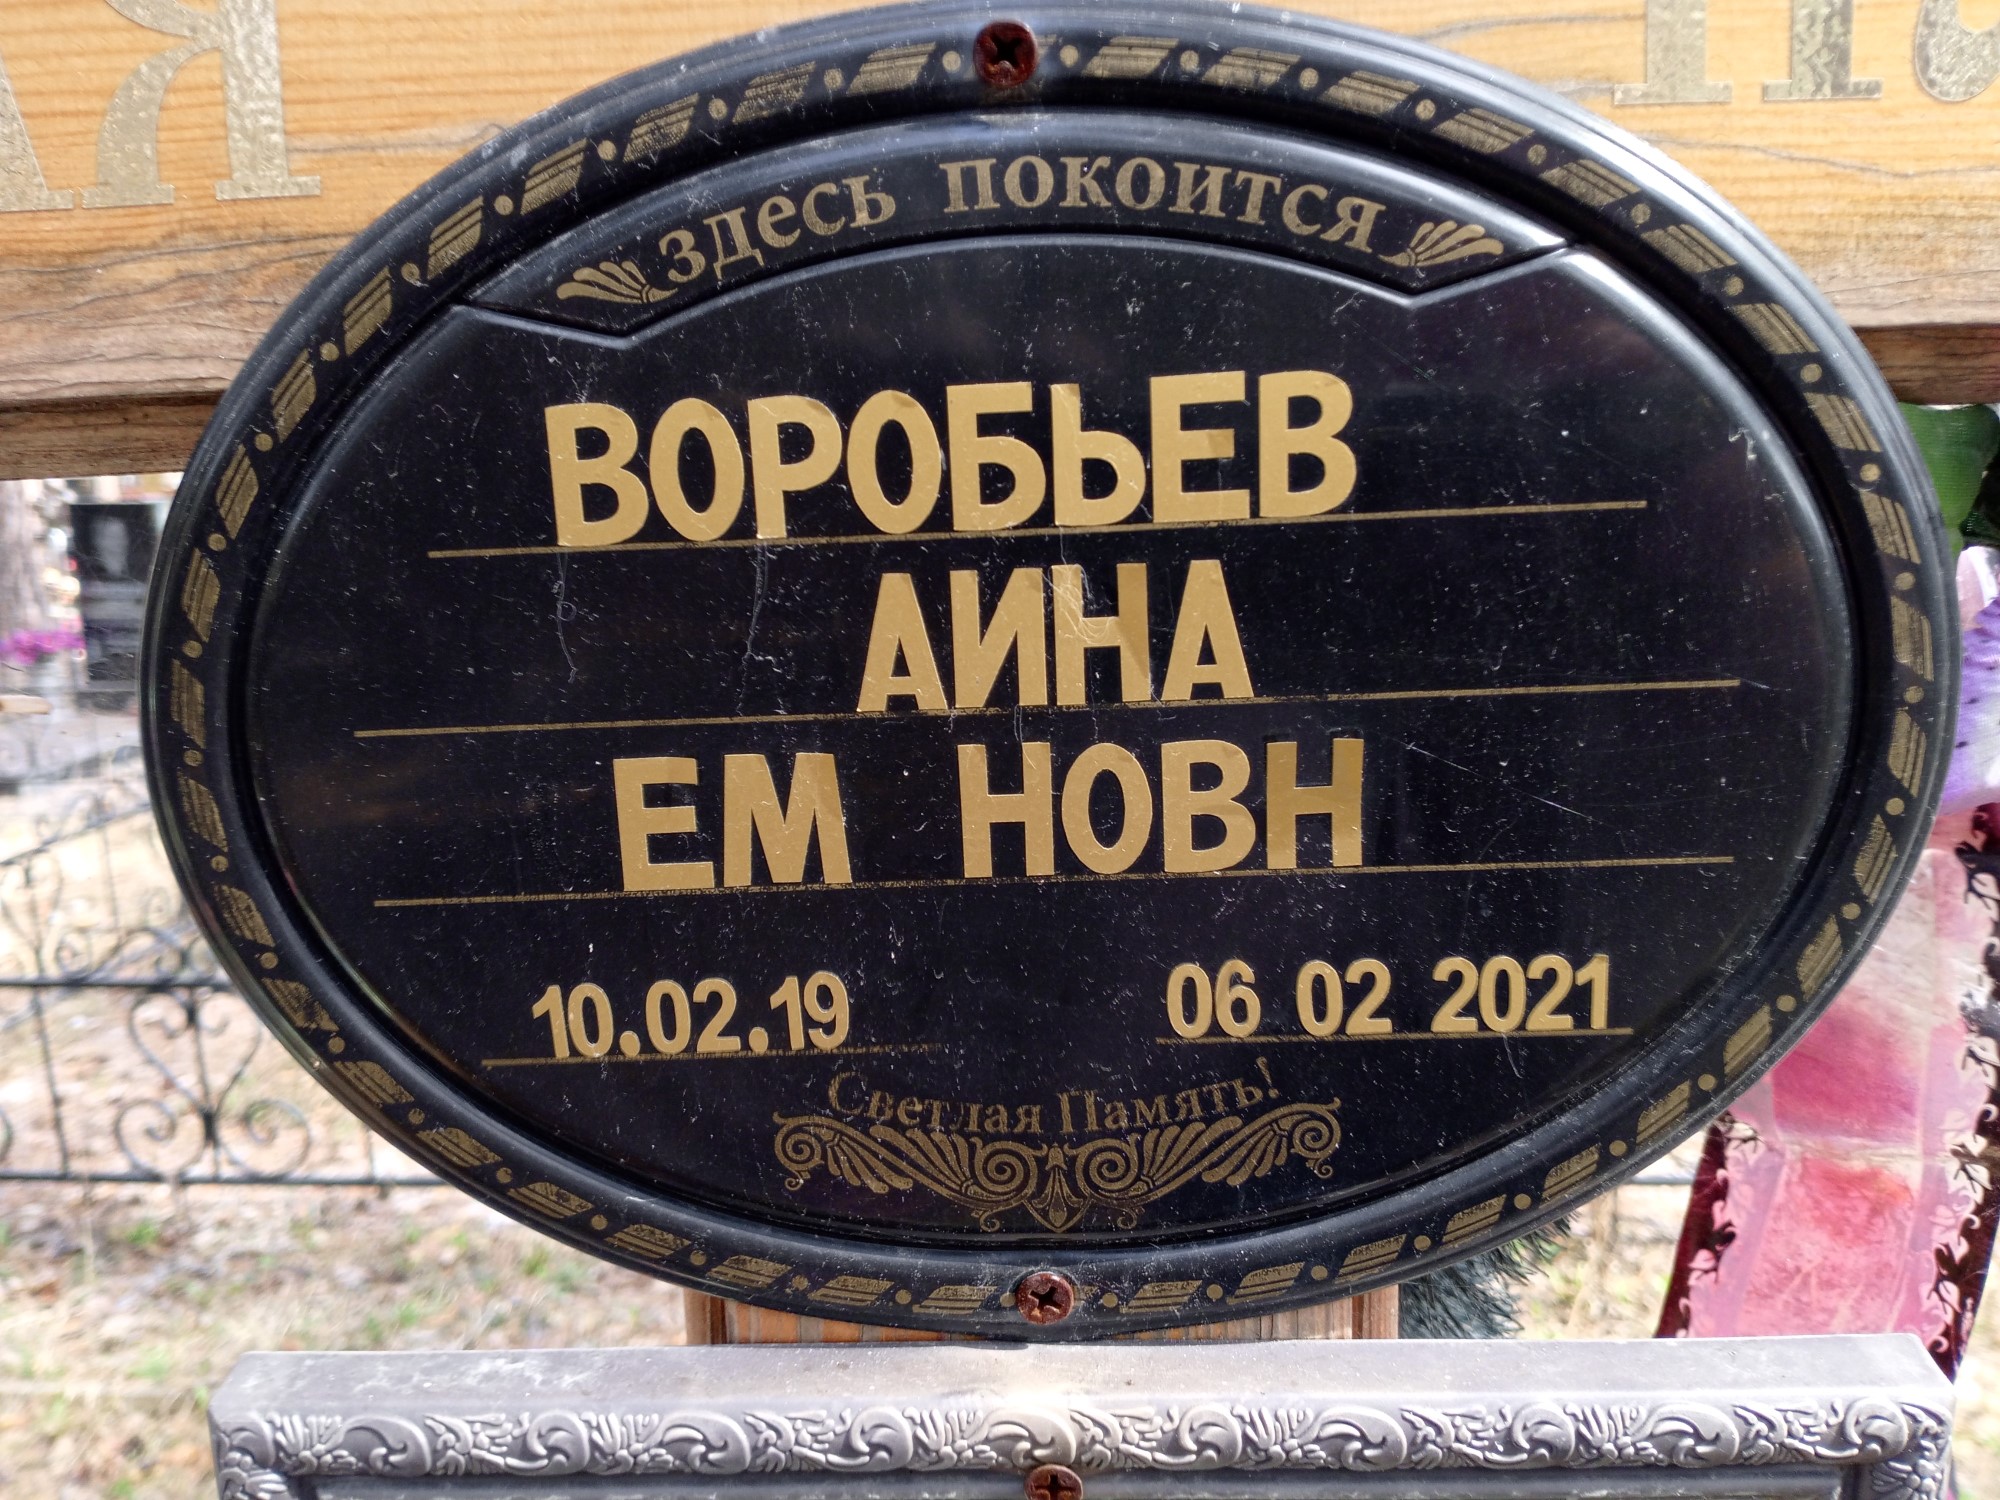 здесь покоится
ВОРОБЬЕВ
АИНА
ЕМ НОВН
10.02.19
06 02 2021
Светлая Память!